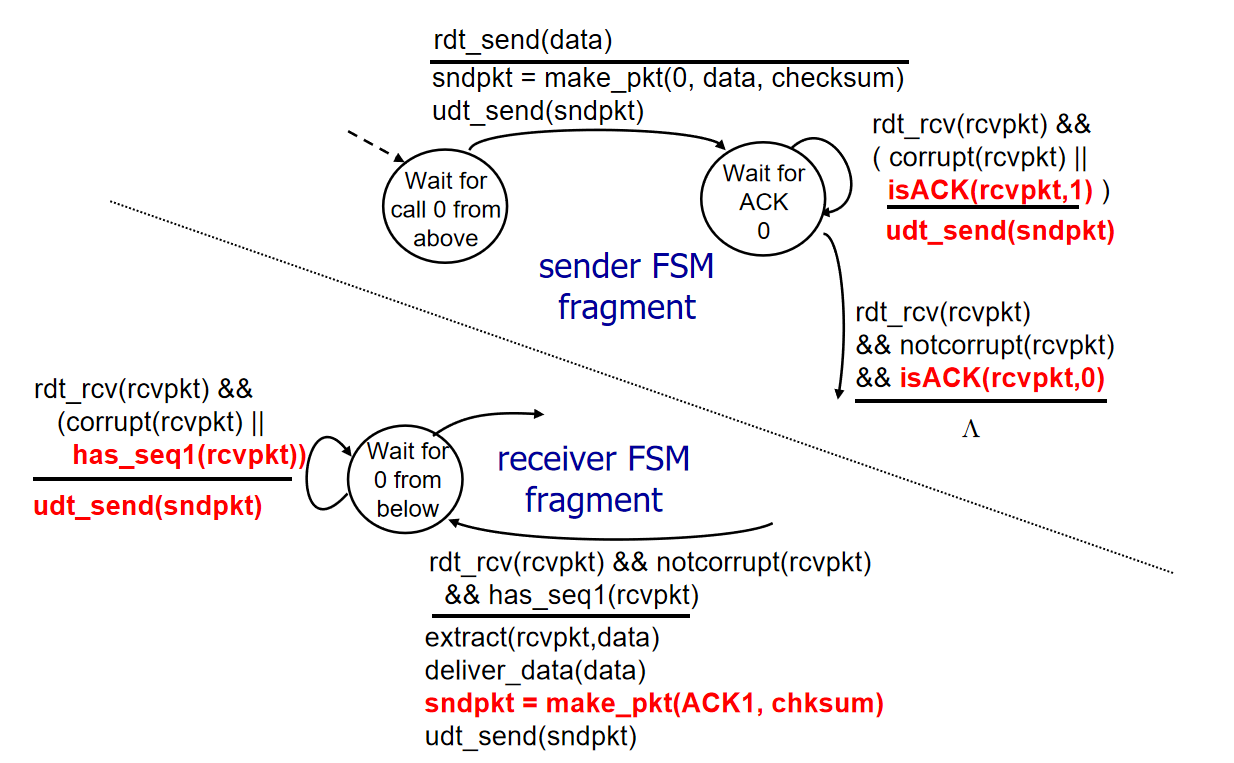 rdt_send(data)
sndpkt = make_pkt(0, data, checksum)
udt_send(sndpkt)
Wait for
call 0 from
above
Wait for
ACK
0
rdt_rcv(rcvpkt) &&
( corrupt(rcvpkt) ||
isACK(rcvpkt,1) )
udt_send(sndpkt)
sender FSM
fragment
rdt_rcv(rcvpkt)
&& notcorrupt(rcvpkt)
&& isACK(rcvpkt,0)
Λ
rdt_rcv(rcvpkt) &&
(corrupt(rcvpkt) ||
has_seq1(rcvpkt))
udt_send(sndpkt)
Wait for
0 from
below
receiver FSM
fragment
rdt_rcv(rcvpkt) && notcorrupt(rcvpkt)
&& has_seq1(rcvpkt)
extract(rcvpkt,data)
deliver_data(data)
sndpkt = make_pkt(ACK1, chksum)
udt_send(sndpkt)